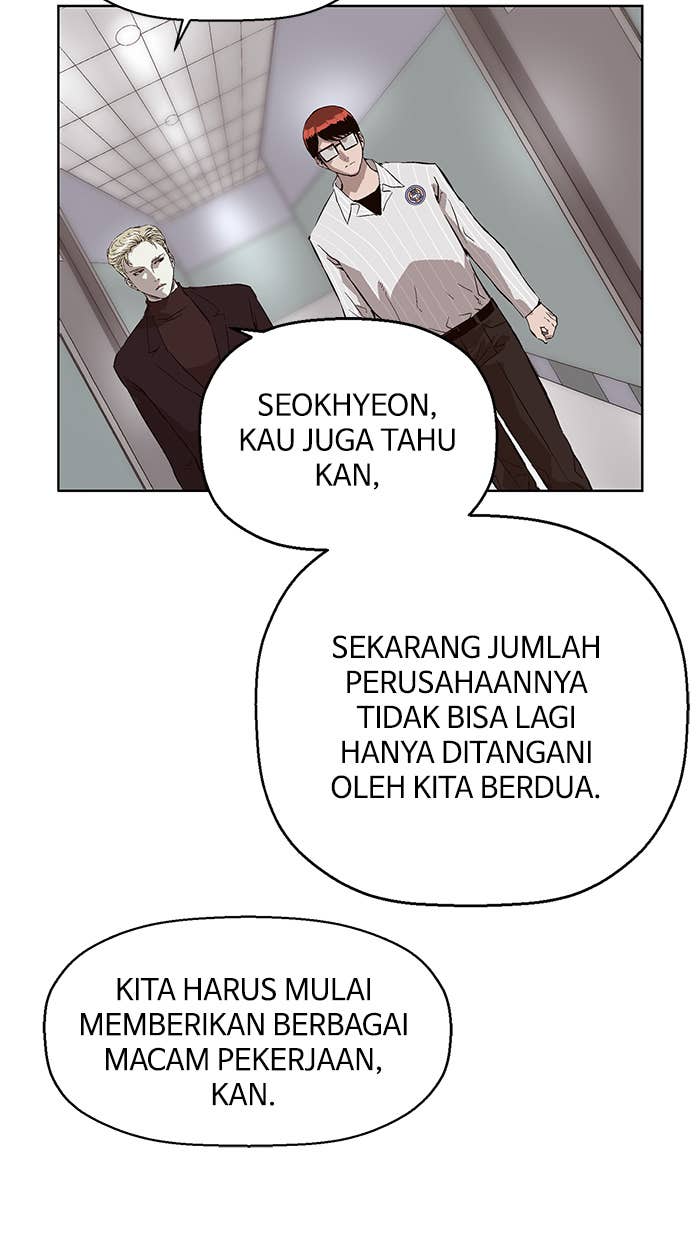 SEOKHYEON,
KAU JUGA TAHU
KAN,
SEKARANG JUMLAH
PERUSAHAANNYA
TIDAK BISA LAGI
HANYA DITANGANI
OLEH KITA BERDUA.
KITA HARUS MULAI
MEMBERIKAN BERBAGAI
MACAM PEKERJAAN,
KAN.